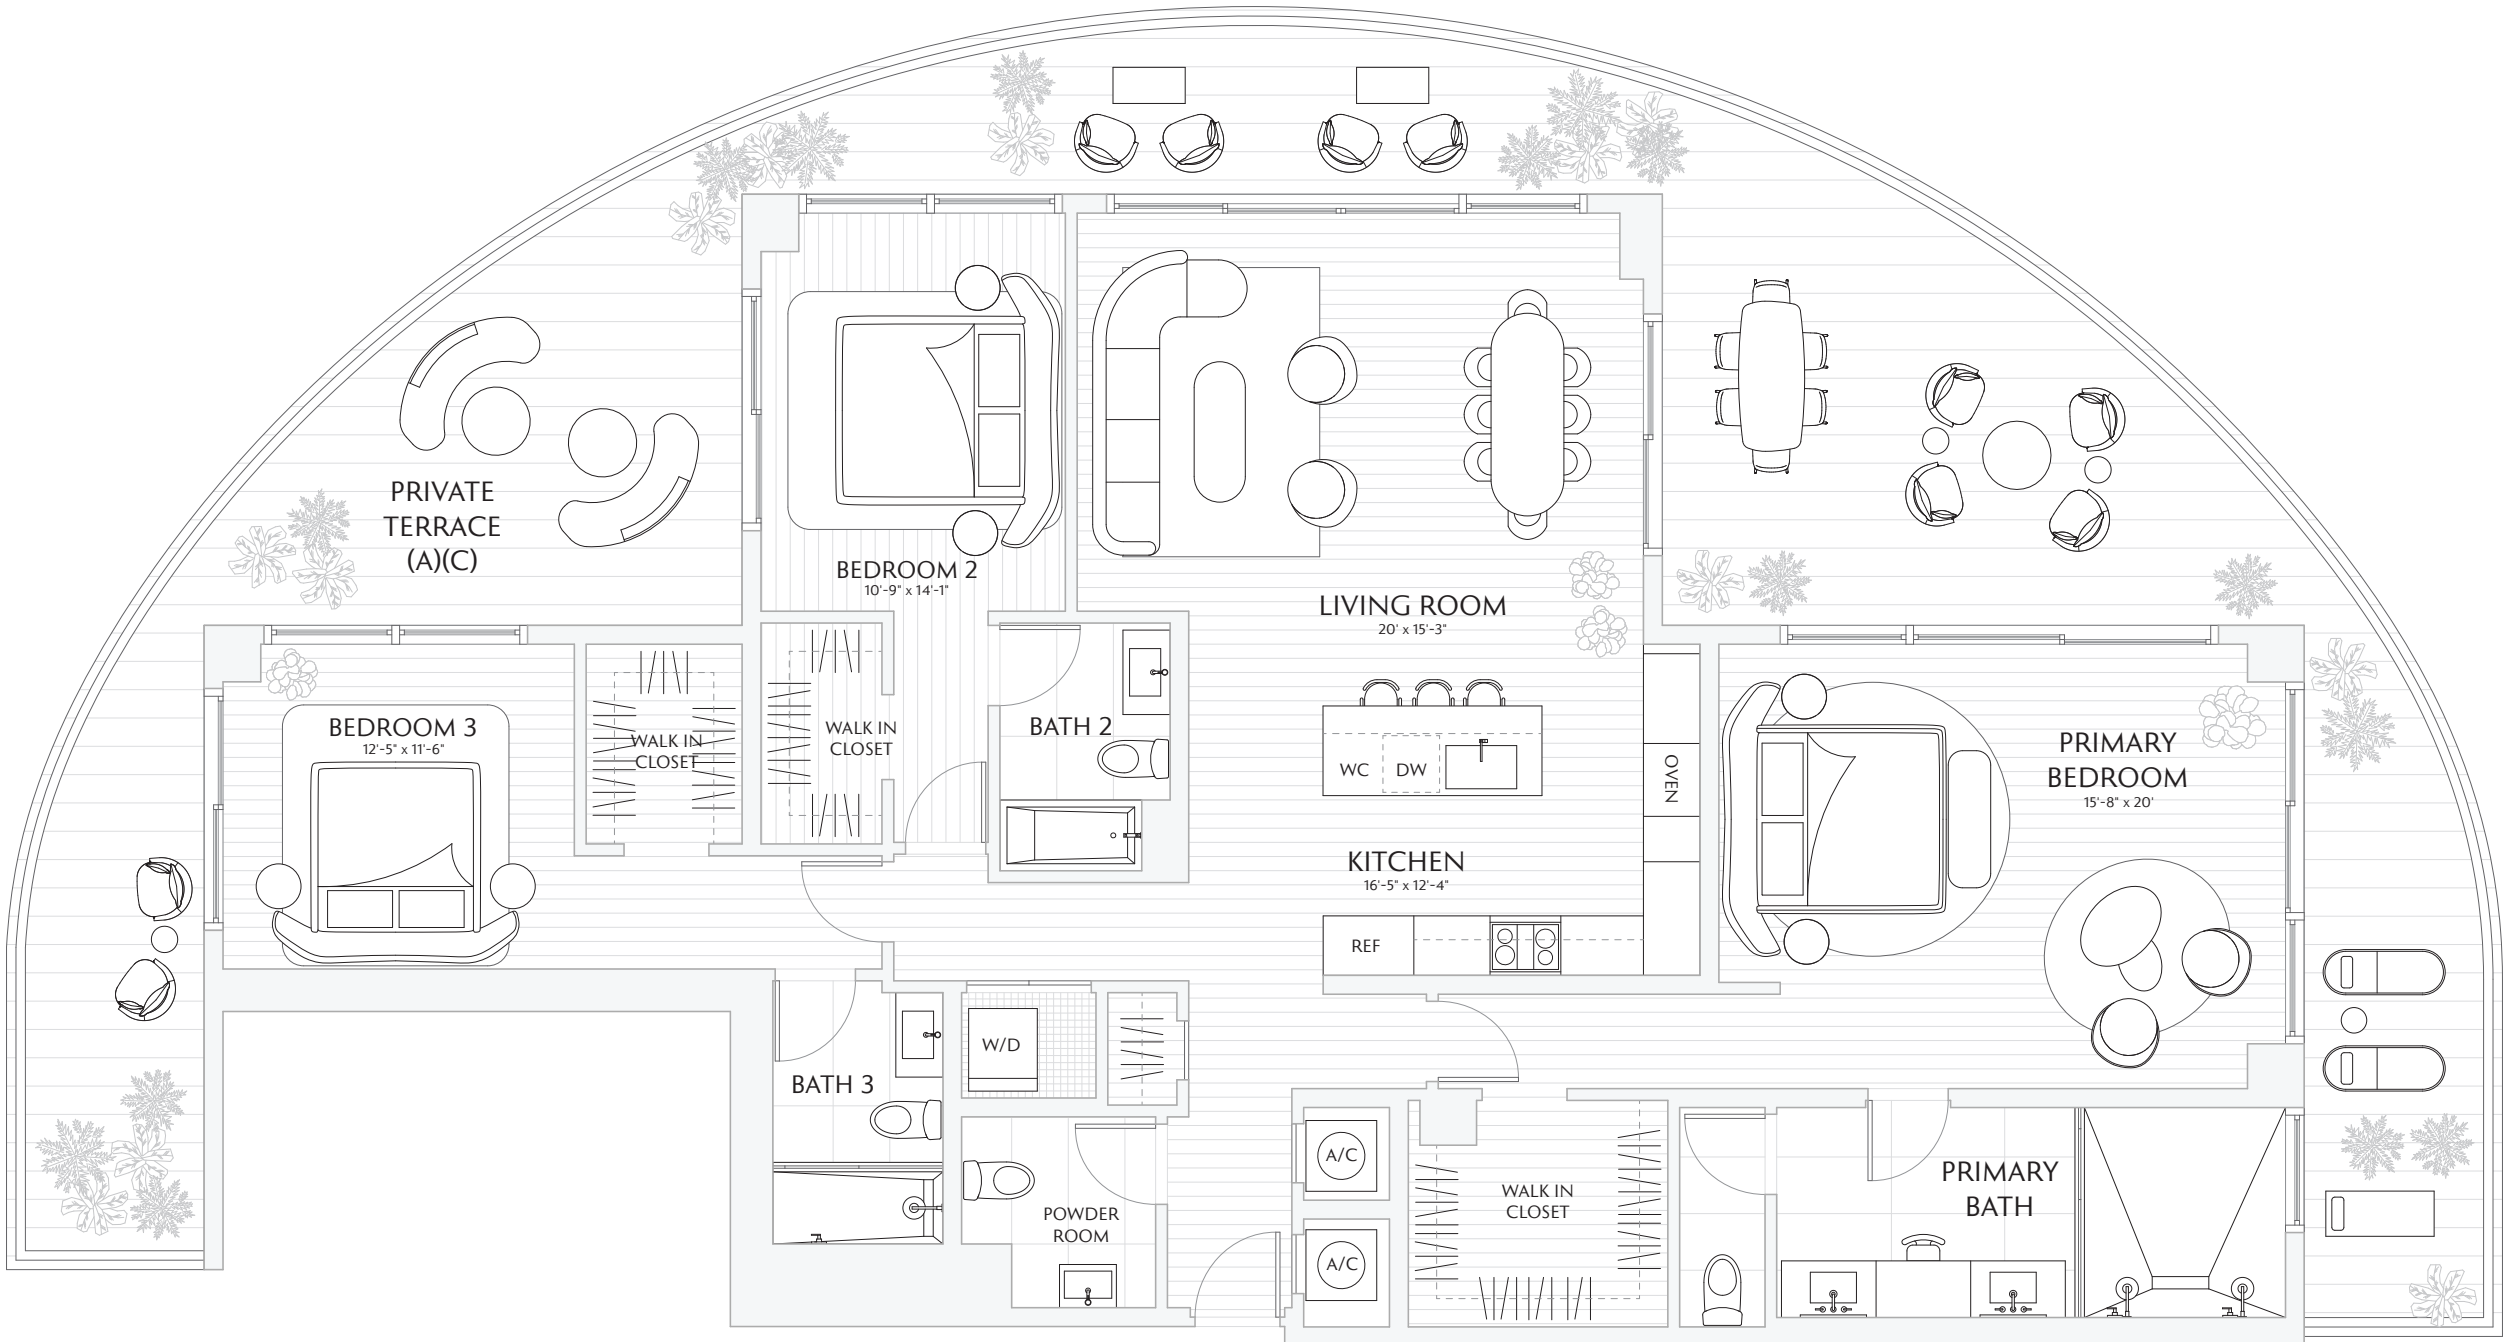 PRIVATE
TERRACE
(A)(C)
BEDROOM 2
10'-9" x 14'-1"
LIVING ROOM
20' x 15'-3"
BEDROOM 3
12'-5" x 11'-6"
WALK IN
CLOSET
WALK IN
CLOSET
BATH 2
WC
DW
OVEN
PRIMARY
BEDROOM
15'-8" x 20'
KITCHEN
16'-5" x 12'-4"
REF
W/D
BATH 3
POWDER
ROOM
A/C
A/C
WALK IN
CLOSET
PRIMARY
BATH